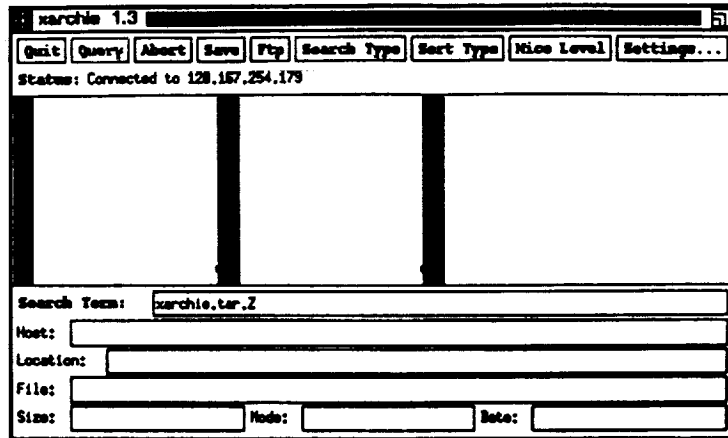 xarchie 1.3
Quit Query Abort Save Ftp Search Type Sort Type Nice Level Settings...
Status: Connected to 128.167.254.179
Search Term: xarchie.tar.Z
Host:
Location:
File:
Size: Mode: Date: